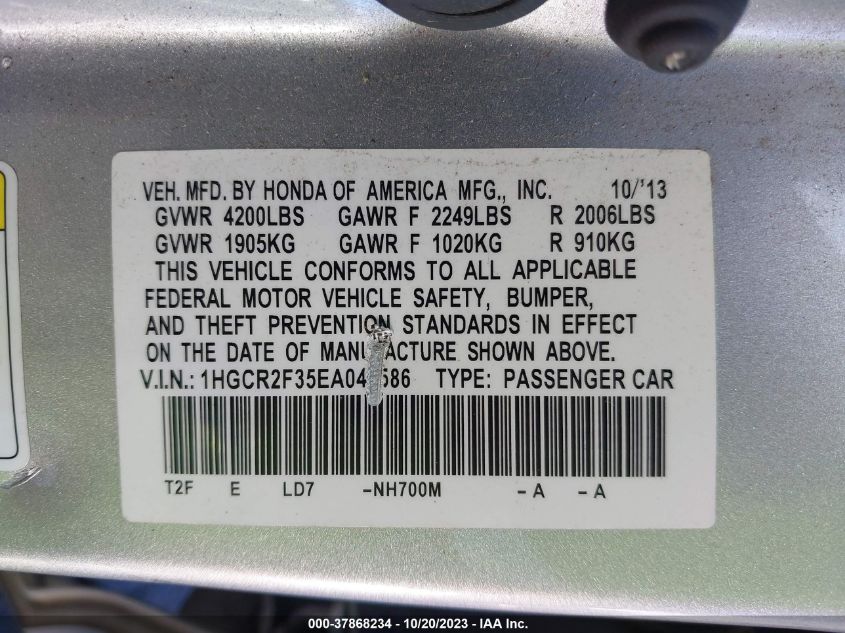 VEH. MFD. BY HONDA OF AMERICA MFG., INC. 10/'13
GVWR 4200LBS GAWR F 2249LBS R 2006LBS
GVWR 1905KG GAWR F 1020KG R 910KG
THIS VEHICLE CONFORMS TO ALL APPLICABLE
FEDERAL MOTOR VEHICLE SAFETY, BUMPER,
AND THEFT PREVENTION STANDARDS IN EFFECT
ON THE DATE OF SHOWN ABOVE.
V.I.N.: TYPE: PASSENGER CAR
T2F E LD7 -NH700M -A -A
000-37868234 - 10/20/2023 - IAA Inc.